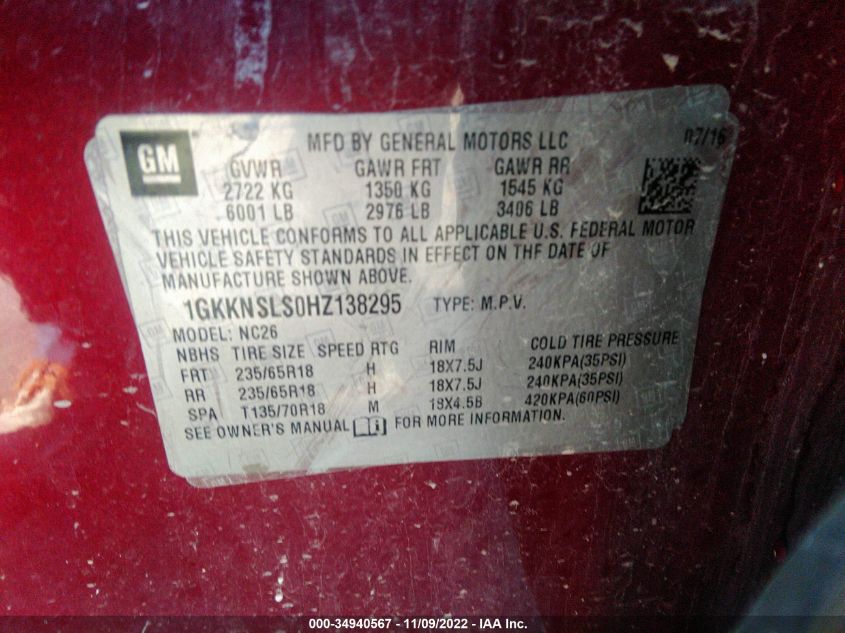 GM
MFD BY GENERAL MOTORS LLC 07/16
GVWR GAWR FRT GAWR RR
2722 KG 1350 KG 1545 KG
6001 LB 2976 LB 3406 LB
THIS VEHICLE CONFORMS TO ALL APPLICABLE U.S. FEDERAL MOTOR
VEHICLE SAFETY STANDARDS IN EFFECT ON THE DATE OF
MANUFACTURE SHOWN ABOVE.
1GKKNSLS0HZ138295 TYPE: M.P.V.
MODEL: NC26
NBHS TIRE SIZE SPEED RTG RIM COLD TIRE PRESSURE
FRT 235/65R18 H 18X7.5J 240KPA(35PSI)
RR 235/65R18 H 18X7.5J 240KPA(35PSI)
SPA T135/70R18 M 18X4.5B 420KPA(60PSI)
SEE OWNER'S MANUAL FOR MORE INFORMATION.
000-34940567 - 11/09/2022 - IAA Inc.